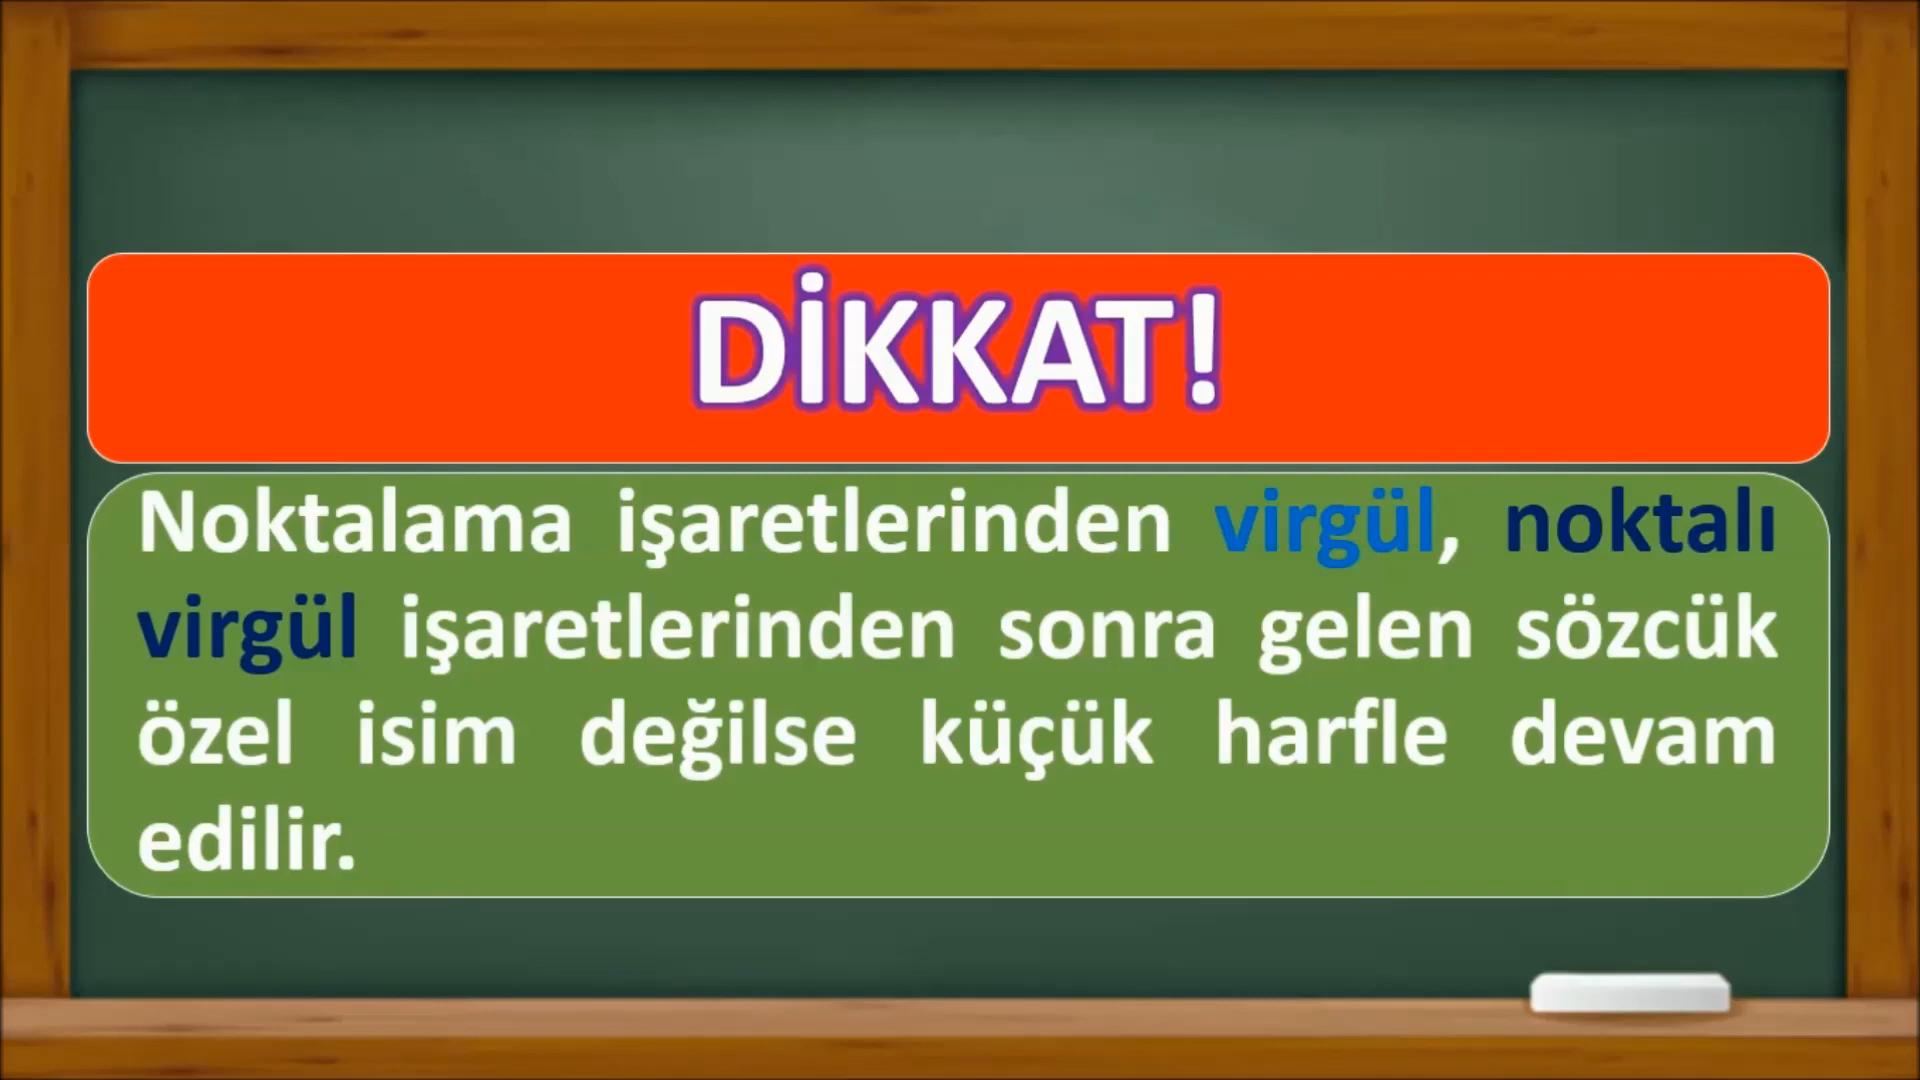 DİKKAT!
Noktalama işaretlerinden virgül, noktalı
virgül işaretlerinden sonra gelen sözcük
özel isim değilse küçük harfle devam
edilir.